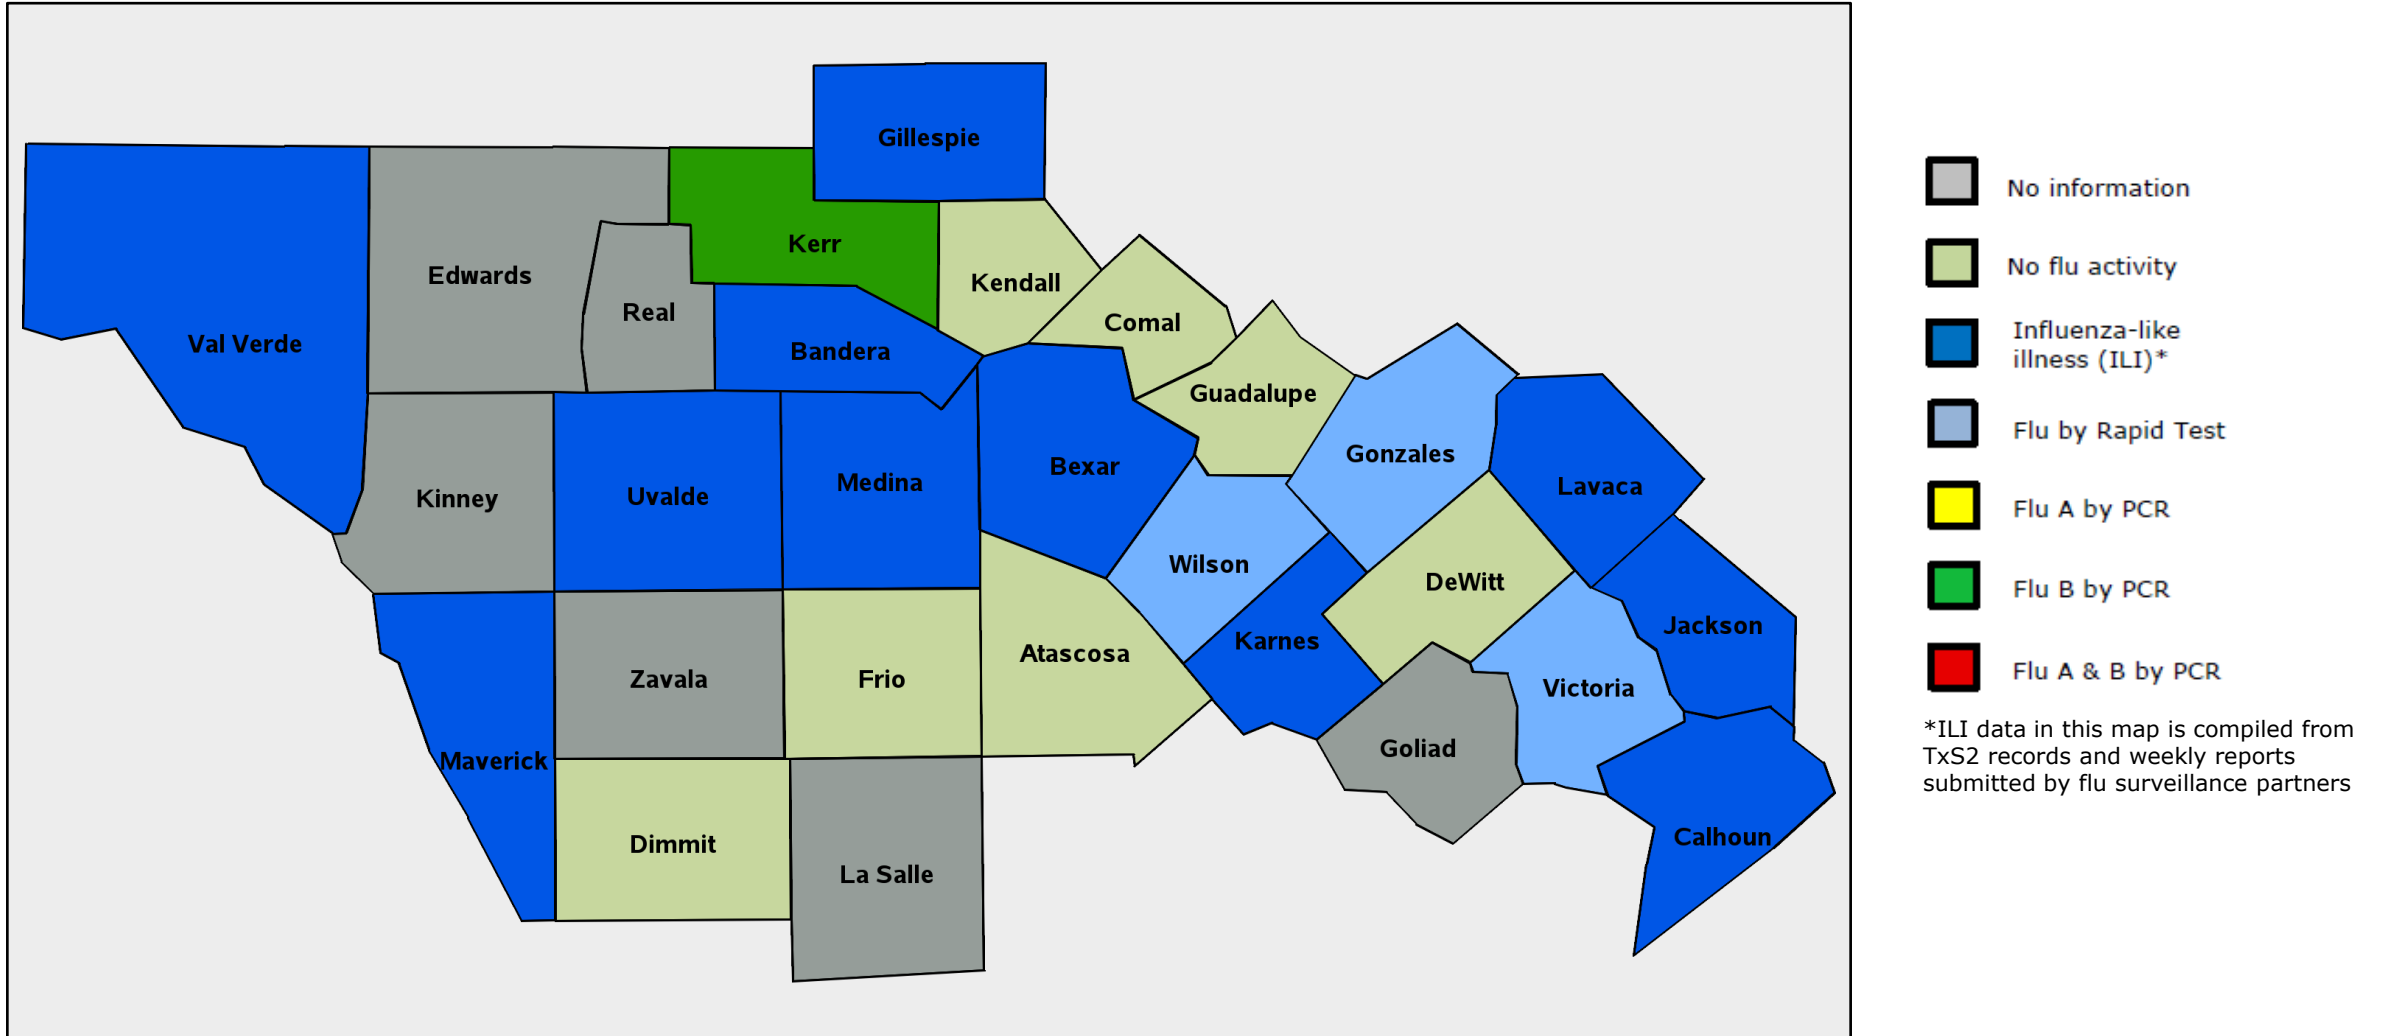 Gillespie
Kerr
Edwards
Kendall
Real
Comal
Val Verde
Bandera
Guadalupe
Gonzales
Bexar
Medina
Lavaca
Uvalde
Kinney
Wilson
DeWitt
Jackson
Karnes
Atascosa
Zavala
Frio
Victoria
Goliad
Maverick
Calhoun
Dimmit
La Salle
No information
No flu activity
Influenza-like
illness (ILI)*
Flu by Rapid Test
Flu A by PCR
Flu B by PCR
Flu A & B by PCR
*ILI data in this map is compiled from
TxS2 records and weekly reports
submitted by flu surveillance partners